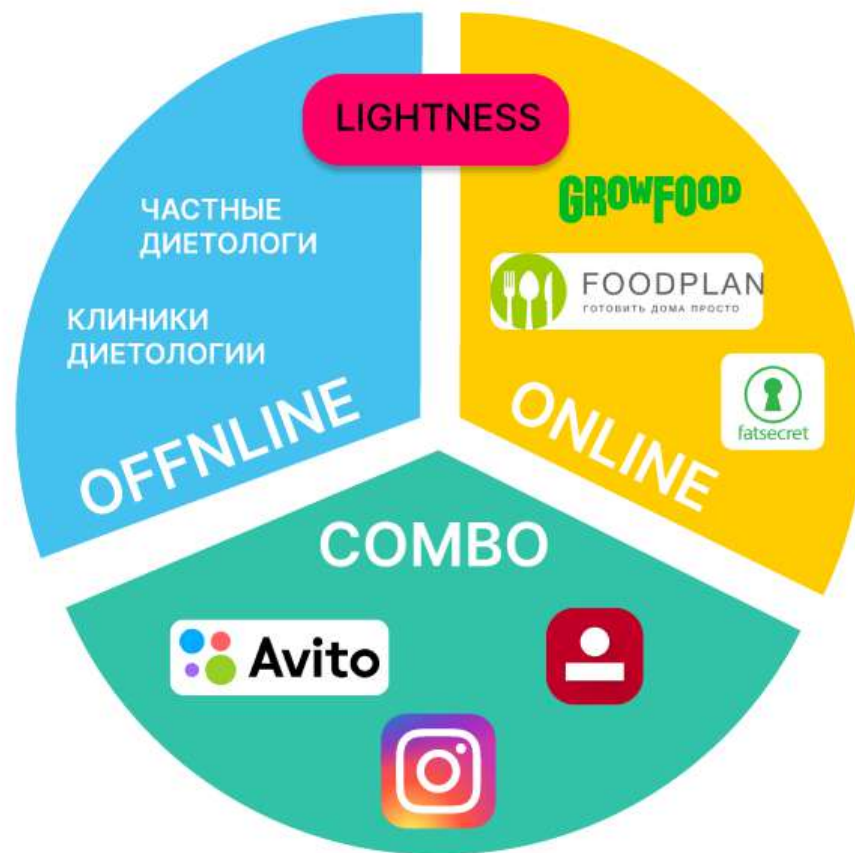 LIGHTNESS
ЧАСТНЫЕ
ДИЕТОЛОГИ
КЛИНИКИ
ДИЕТОЛОГИИ
OFFNLINE
GROWFOOD
FOODPLAN
ГОТОВИТЬ ДОМА ПРОСТО
fatsecret
ONLINE
COMBO
Avito